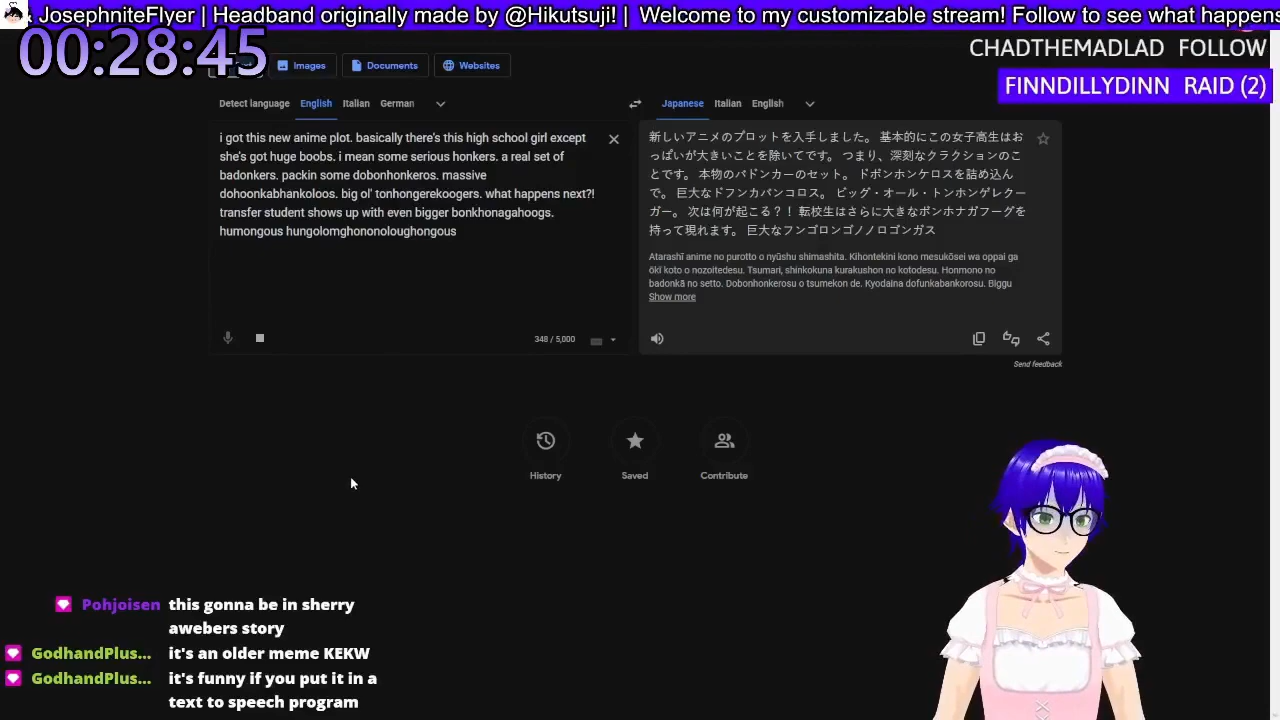 & JosephniteFlyer | Headband originally made by @Hikutsuji! | Welcome to my customizable stream! Follow to see what happens
00:28:45
CHADTHEMADLAD FOLLOW
FINNDILLYDINN RAID (2)
Images
Documents
Websites
Detect language English Italian German
Japanese Italian English
i got this new anime plot. basically there's this high school girl except
she's got huge boobs. i mean some serious honkers. a real set of
badonkers. packin some dobonhonkeros. massive
dohoonkabhankoloos. big ol' tonhongerekoogers. what happens next?!
transfer student shows up with even bigger bonkhonagahoogs.
humongous hungolomghononoloughongous
348 / 5,000
新しいアニメのプロットを入手しました。 基本的にこの女子高生はお
っぱいが大きいことを除いてです。 つまり、深刻なクラクションのこ
とです。 本物のバドンカーのセット。 ドボンホンケロスを詰め込ん
で。 巨大なドフンカバンコロス。 ビッグ・オール・トンホンゲレクー
ガー。 次は何が起こる？！ 転校生はさらに大きなボンホナガフーグを
持って現れます。 巨大なフンゴロンゴノノロゴンガス
Atarashī anime no purotto o nyūshu shimashita. Kihontekini kono mesukōsei wa oppai ga
ōkī koto o nozoitedesu. Tsumari, shinkokuna kurakushon no kotodesu. Honmono no
badonkā no setto. Dobonhonkerosu o tsumekon de. Kyodaina dofunkabankorosu. Biggu
Show more
Send feedback
History
Saved
Contribute
Pohjoisen this gonna be in sherry
awebers story
GodhandPlus... it's an older meme KEKW
GodhandPlus... it's funny if you put it in a
text to speech program